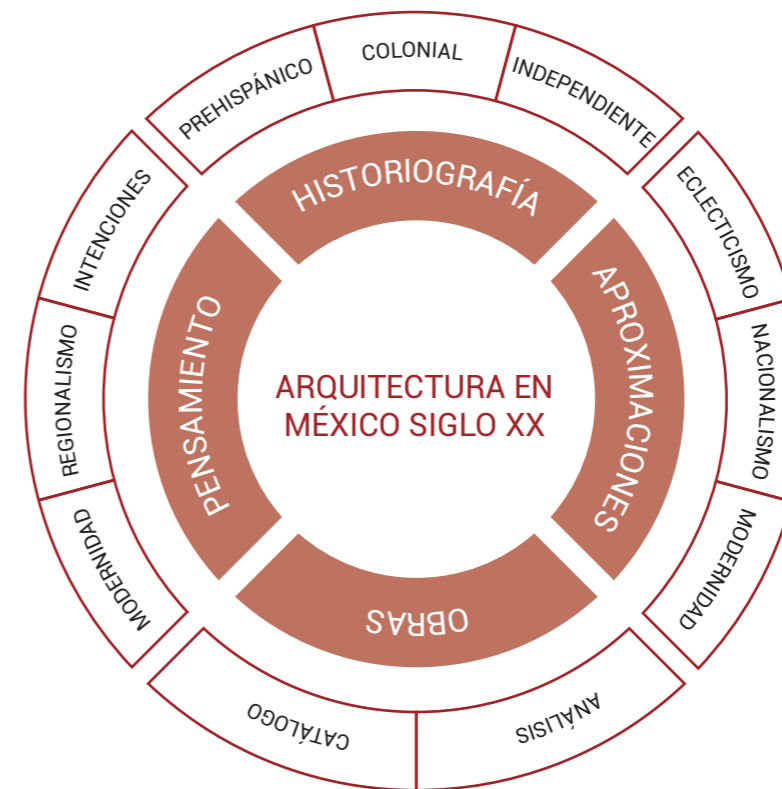 ARQUITECTURA EN
MÉXICO SIGLO XX
HISTORIOGRAFÍA
APROXIMACIONES
OBRAS
PENSAMIENTO
PREHISPÁNICO
COLONIAL
INDEPENDIENTE
ECLECTICISMO
NACIONALISMO
MODERNIDAD
ANÁLISIS
CATÁLOGO
MODERNIDAD
REGIONALISMO
INTENCIONES